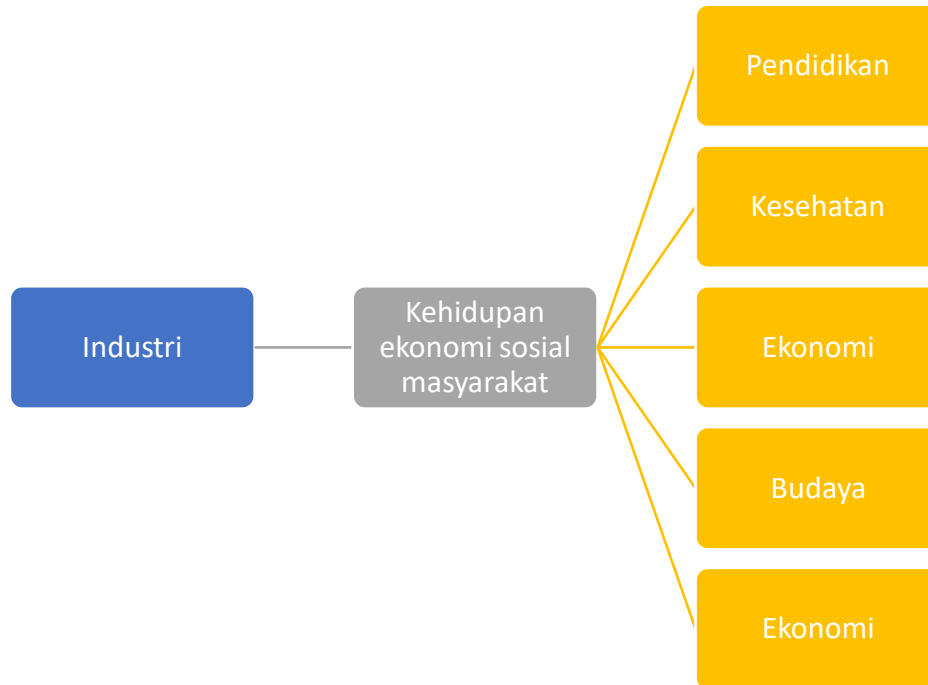 Pendidikan
Kesehatan
Industri
Kehidupan
ekonomi sosial
masyarakat
Ekonomi
Budaya
Ekonomi